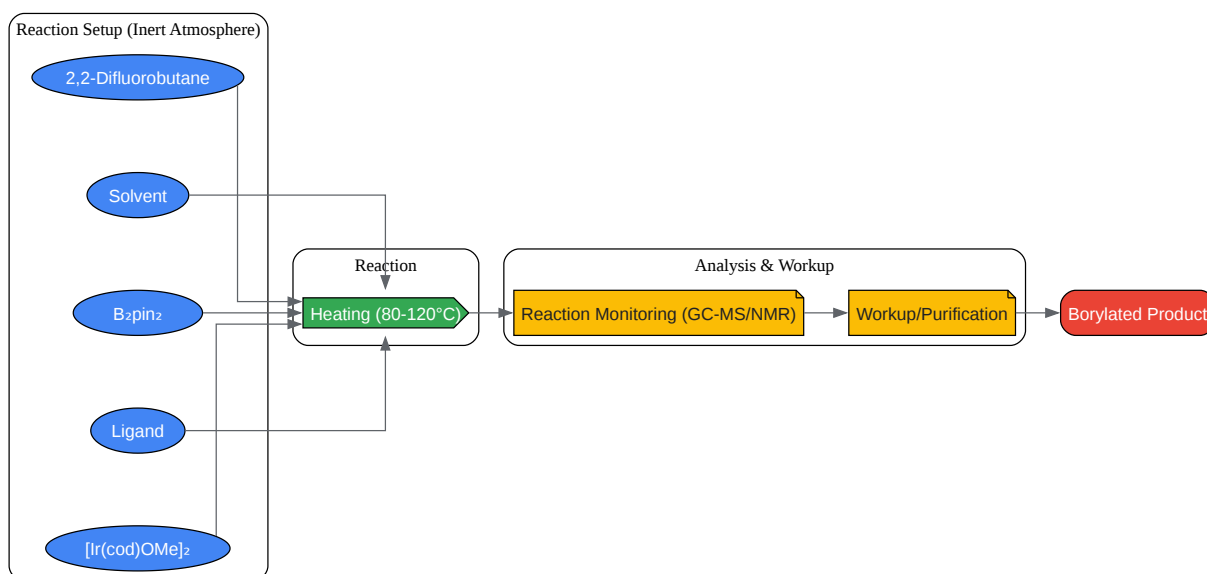 Reaction Setup (Inert Atmosphere)
2,2-Difluorobutane
Solvent
B₂pin₂
Ligand
[Ir(cod)OMe]₂
Reaction
Heating (80-120°C)
Analysis & Workup
Reaction Monitoring (GC-MS/NMR)
Workup/Purification
Borylated Product